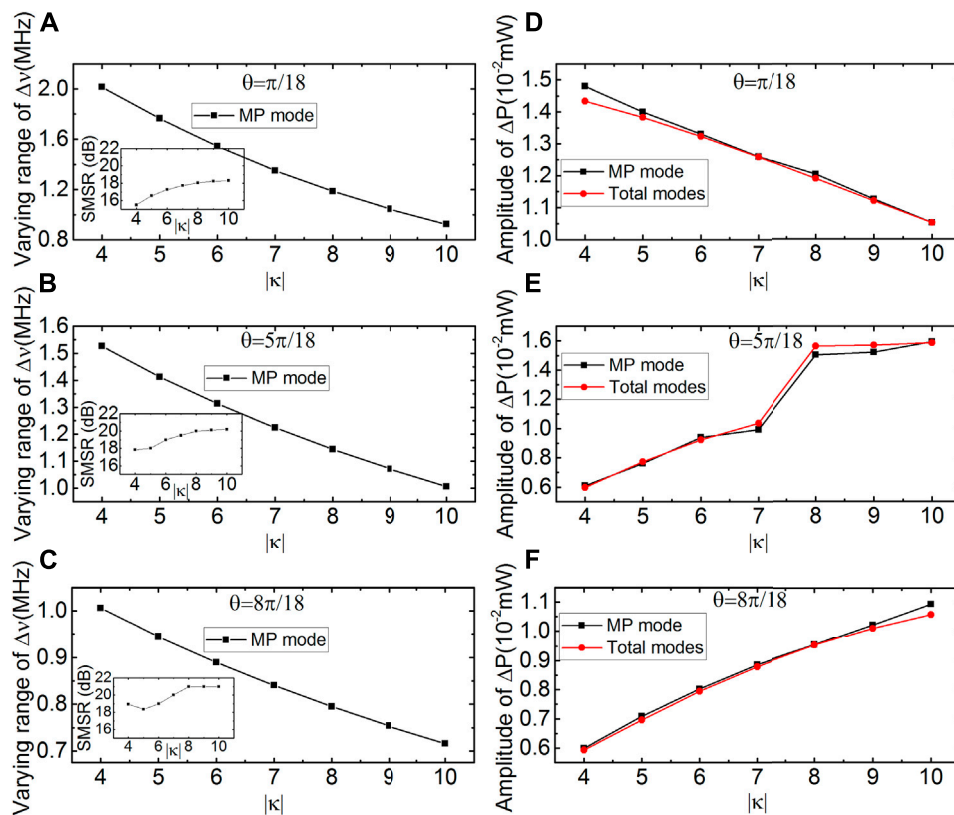 A
Varying range of Δν(MHz)
2.0
1.6
1.2
0.8
θ=π/18
MP mode
SMSR (dB)
22
20
18
16
4 6 8 10
|κ|
4 5 6 7 8 9 10
|κ|
D
Amplitude of ΔP(10⁻²mW)
1.5
1.4
1.3
1.2
1.1
1.0
θ=π/18
MP mode
Total modes
4 5 6 7 8 9 10
|κ|
B
Varying range of Δν(MHz)
1.6
1.5
1.4
1.3
1.2
1.1
1.0
θ=5π/18
MP mode
SMSR (dB)
22
20
18
16
4 6 8 10
|κ|
4 5 6 7 8 9 10
|κ|
E
Amplitude of ΔP(10⁻²mW)
1.6
1.4
1.2
1.0
0.8
0.6
θ=5π/18
MP mode
Total modes
4 5 6 7 8 9 10
|κ|
C
Varying range of Δν(MHz)
1.0
0.9
0.8
0.7
θ=8π/18
MP mode
SMSR (dB)
22
20
18
16
4 6 8 10
|κ|
4 5 6 7 8 9 10
|κ|
F
Amplitude of ΔP(10⁻²mW)
1.1
1.0
0.9
0.8
0.7
0.6
θ=8π/18
MP mode
Total modes
4 5 6 7 8 9 10
|κ|